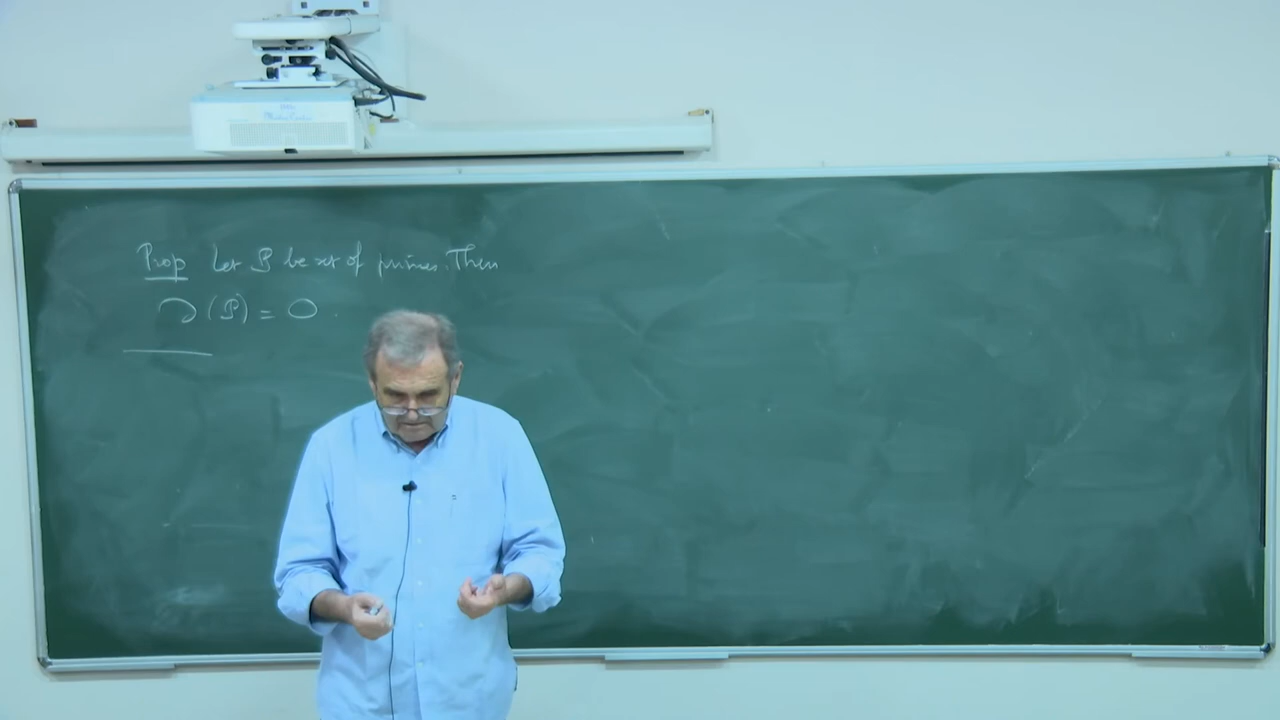 Prop Let P be set of primes. Then
∂(P) = 0.